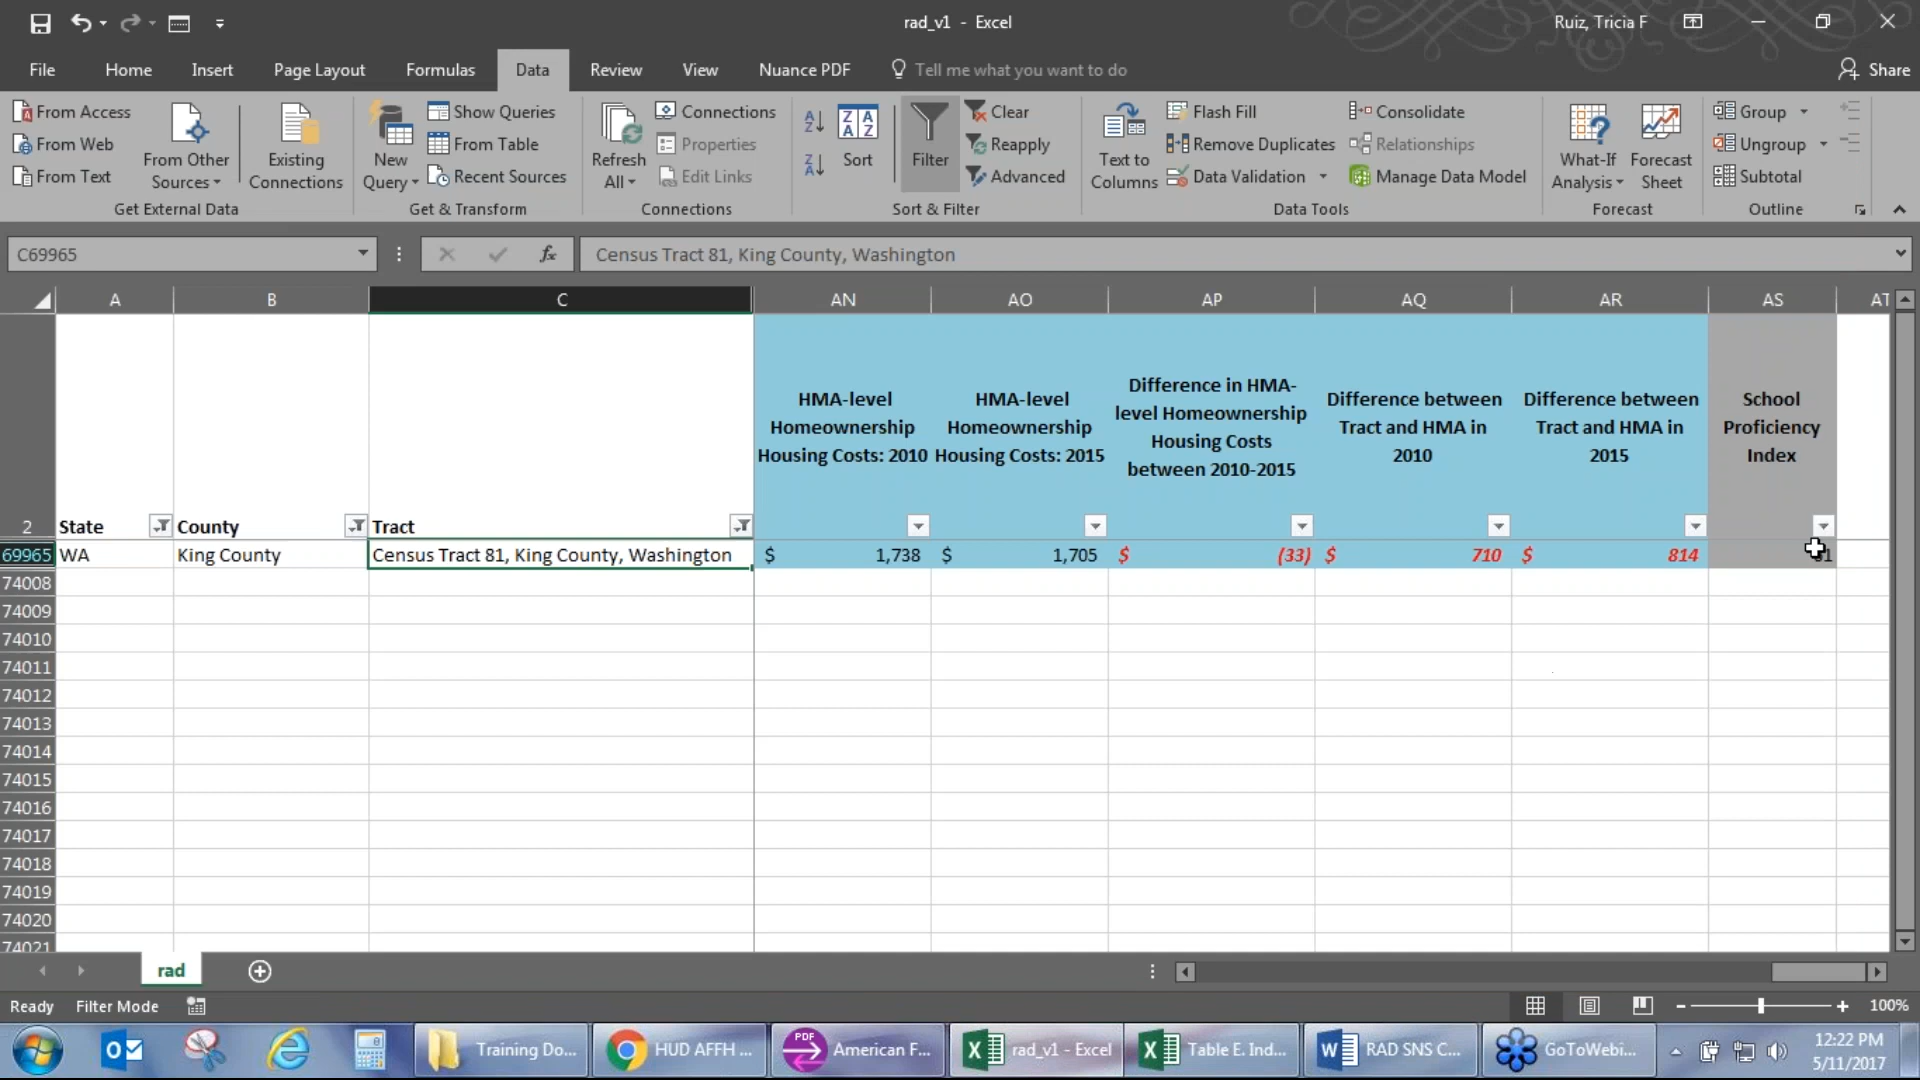 rad_v1 - Excel
Ruiz, Tricia F
File Home Insert Page Layout Formulas Data Review View Nuance PDF Tell me what you want to do Share
From Access
From Web
From Text
From Other
Sources
Existing
Connections
Get External Data
New
Query
Show Queries
From Table
Recent Sources
Get & Transform
Refresh
All
Connections
Properties
Edit Links
Connections
Sort
Filter
Clear
Reapply
Advanced
Sort & Filter
Text to
Columns
Flash Fill
Remove Duplicates
Data Validation
Consolidate
Relationships
Manage Data Model
Data Tools
What-If
Analysis
Forecast
Sheet
Forecast
Group
Ungroup
Subtotal
Outline
C69965
fx
Census Tract 81, King County, Washington
A B C AN AO AP AQ AR AS AT
2
State
County
Tract
HMA-level
Homeownership
Housing Costs: 2010
HMA-level
Homeownership
Housing Costs: 2015
Difference in HMA-
level Homeownership
Housing Costs
between 2010-2015
Difference between
Tract and HMA in
2010
Difference between
Tract and HMA in
2015
School
Proficiency
Index
69965 WA King County Census Tract 81, King County, Washington $ 1,738 $ 1,705 $ (33) $ 710 $ 814
74008
74009
74010
74011
74012
74013
74014
74015
74016
74017
74018
74019
74020
74021
rad
Ready Filter Mode
100%
Training Do...
HUD AFFH ...
PDF
American F...
rad_v1 - Excel
Table E. Ind...
RAD SNS C...
GoToWebi...
12:22 PM
5/11/2017